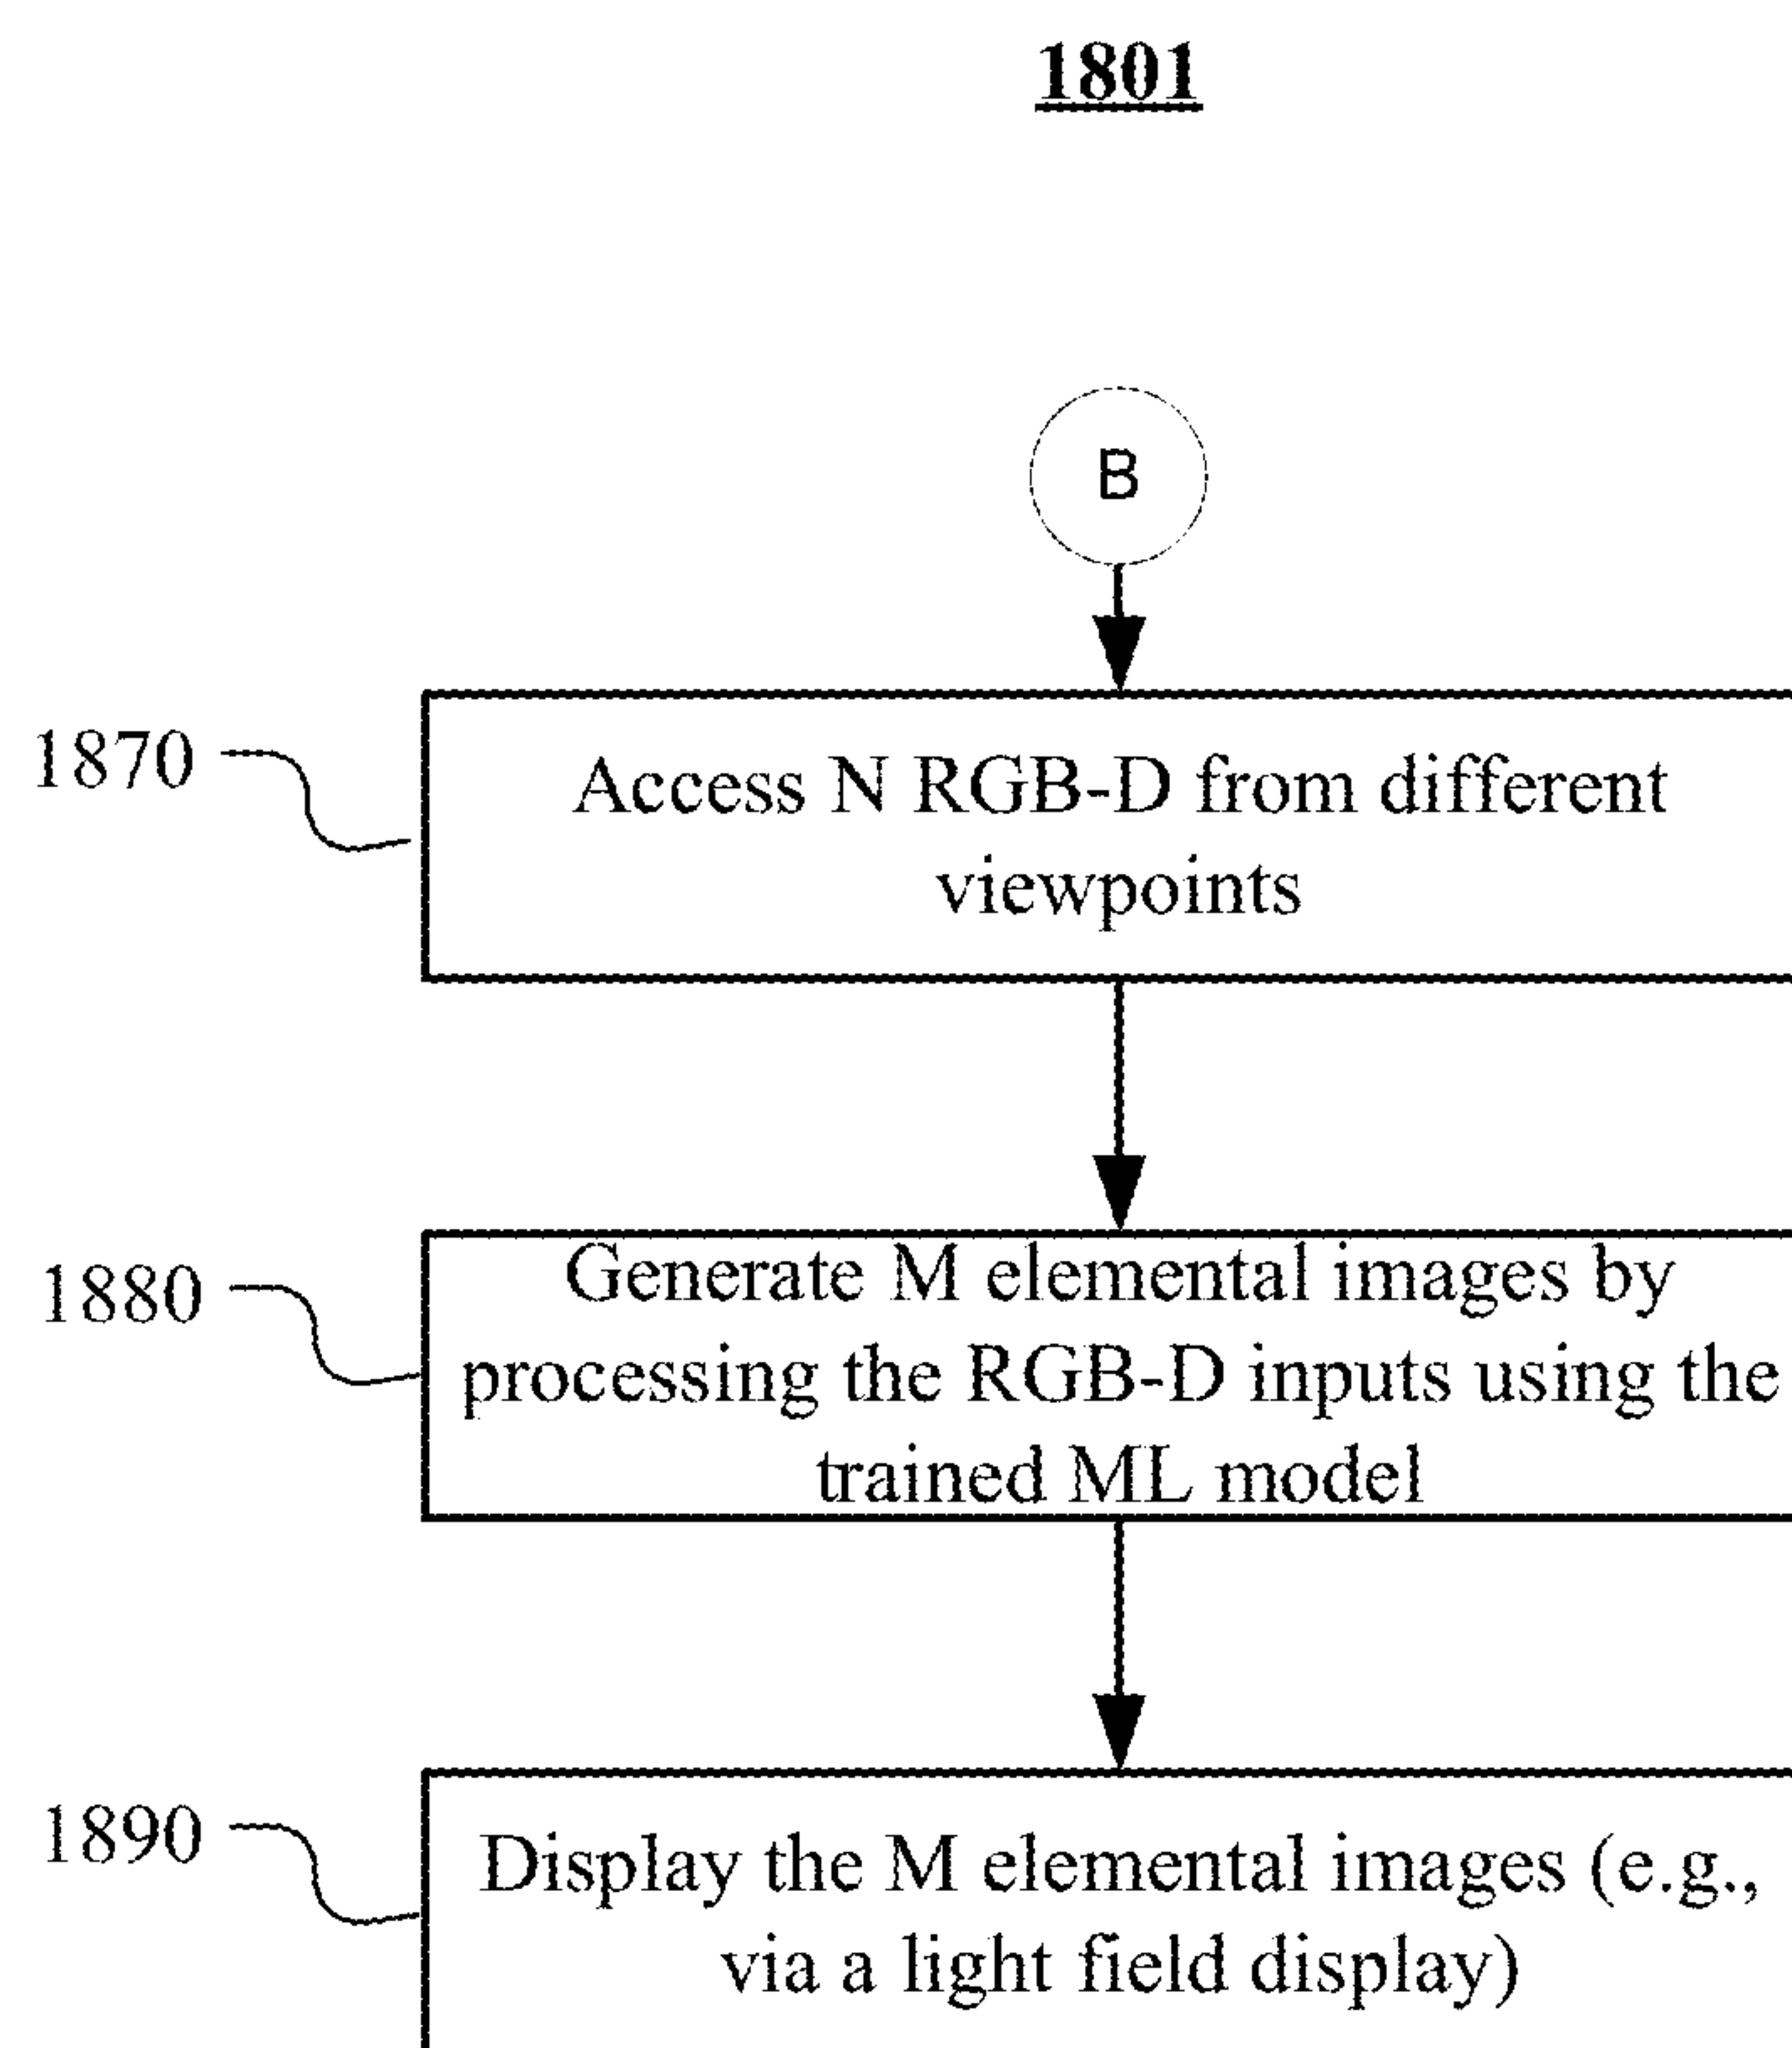 1801
B
1870
Access N RGB-D from different
viewpoints
1880
Generate M elemental images by
processing the RGB-D inputs using the
trained ML model
1890
Display the M elemental images (e.g.,
via a light field display)